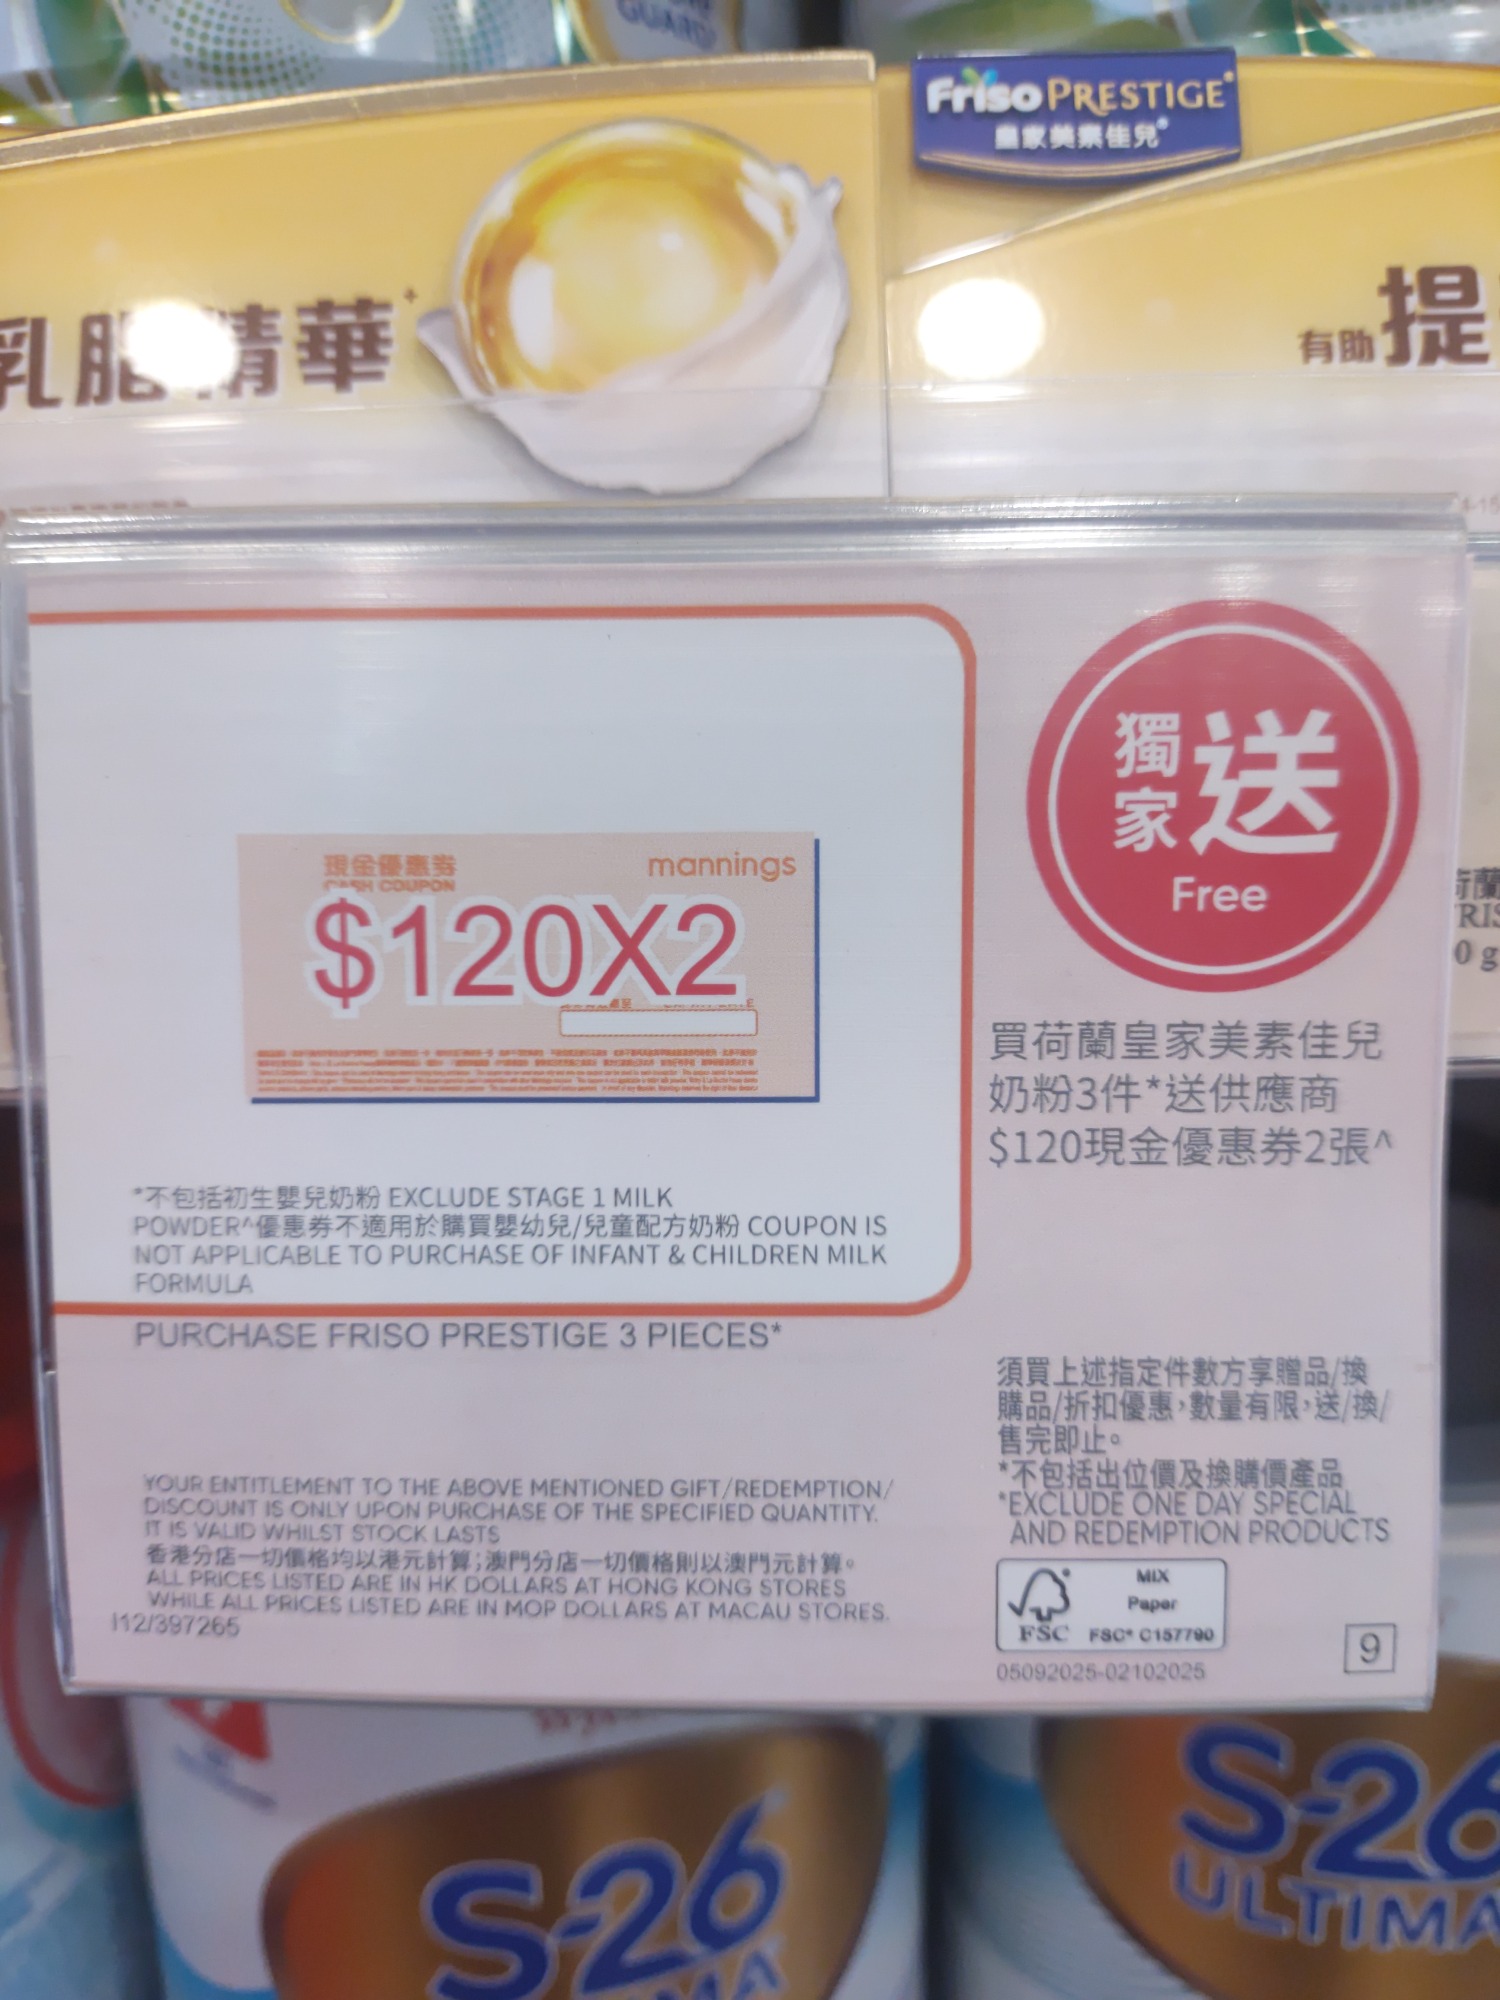 GUARD
Friso PRESTIGE
皇家美素佳兒®
乳脂精華+
有助提
獨家送
Free
現金優惠券
CASH COUPON
mannings
$120X2
買荷蘭皇家美素佳兒
奶粉3件*送供應商
$120現金優惠券2張^
*不包括初生嬰兒奶粉 EXCLUDE STAGE 1 MILK
POWDER^優惠券不適用於購買嬰幼兒/兒童配方奶粉 COUPON IS
NOT APPLICABLE TO PURCHASE OF INFANT & CHILDREN MILK
FORMULA
PURCHASE FRISO PRESTIGE 3 PIECES*
須買上述指定件數方享贈品/換
購品/折扣優惠，數量有限，送/換/
售完即止。
*不包括出位價及換購價產品
*EXCLUDE ONE DAY SPECIAL
AND REDEMPTION PRODUCTS
YOUR ENTITLEMENT TO THE ABOVE MENTIONED GIFT/REDEMPTION/
DISCOUNT IS ONLY UPON PURCHASE OF THE SPECIFIED QUANTITY.
IT IS VALID WHILST STOCK LASTS
香港分店一切價格均以港元計算；澳門分店一切價格則以澳門元計算。
ALL PRICES LISTED ARE IN HK DOLLARS AT HONG KONG STORES
WHILE ALL PRICES LISTED ARE IN MOP DOLLARS AT MACAU STORES.
I12/397265
FSC
MIX
Paper
FSC® C157790
05092025-02102025
9
S-26
S-26
ULTIMA